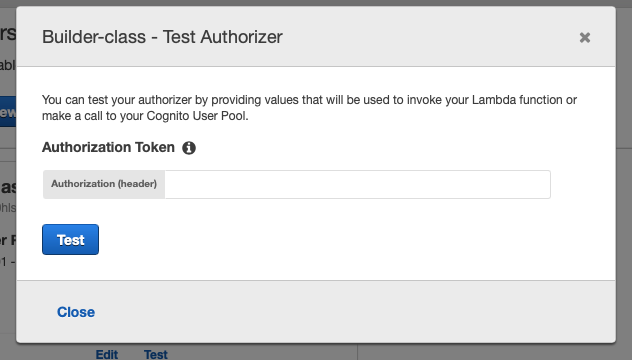 Builder-class - Test Authorizer
You can test your authorizer by providing values that will be used to invoke your Lambda function or
make a call to your Cognito User Pool.
Authorization Token
Authorization (header)
Test
Close
Edit Test